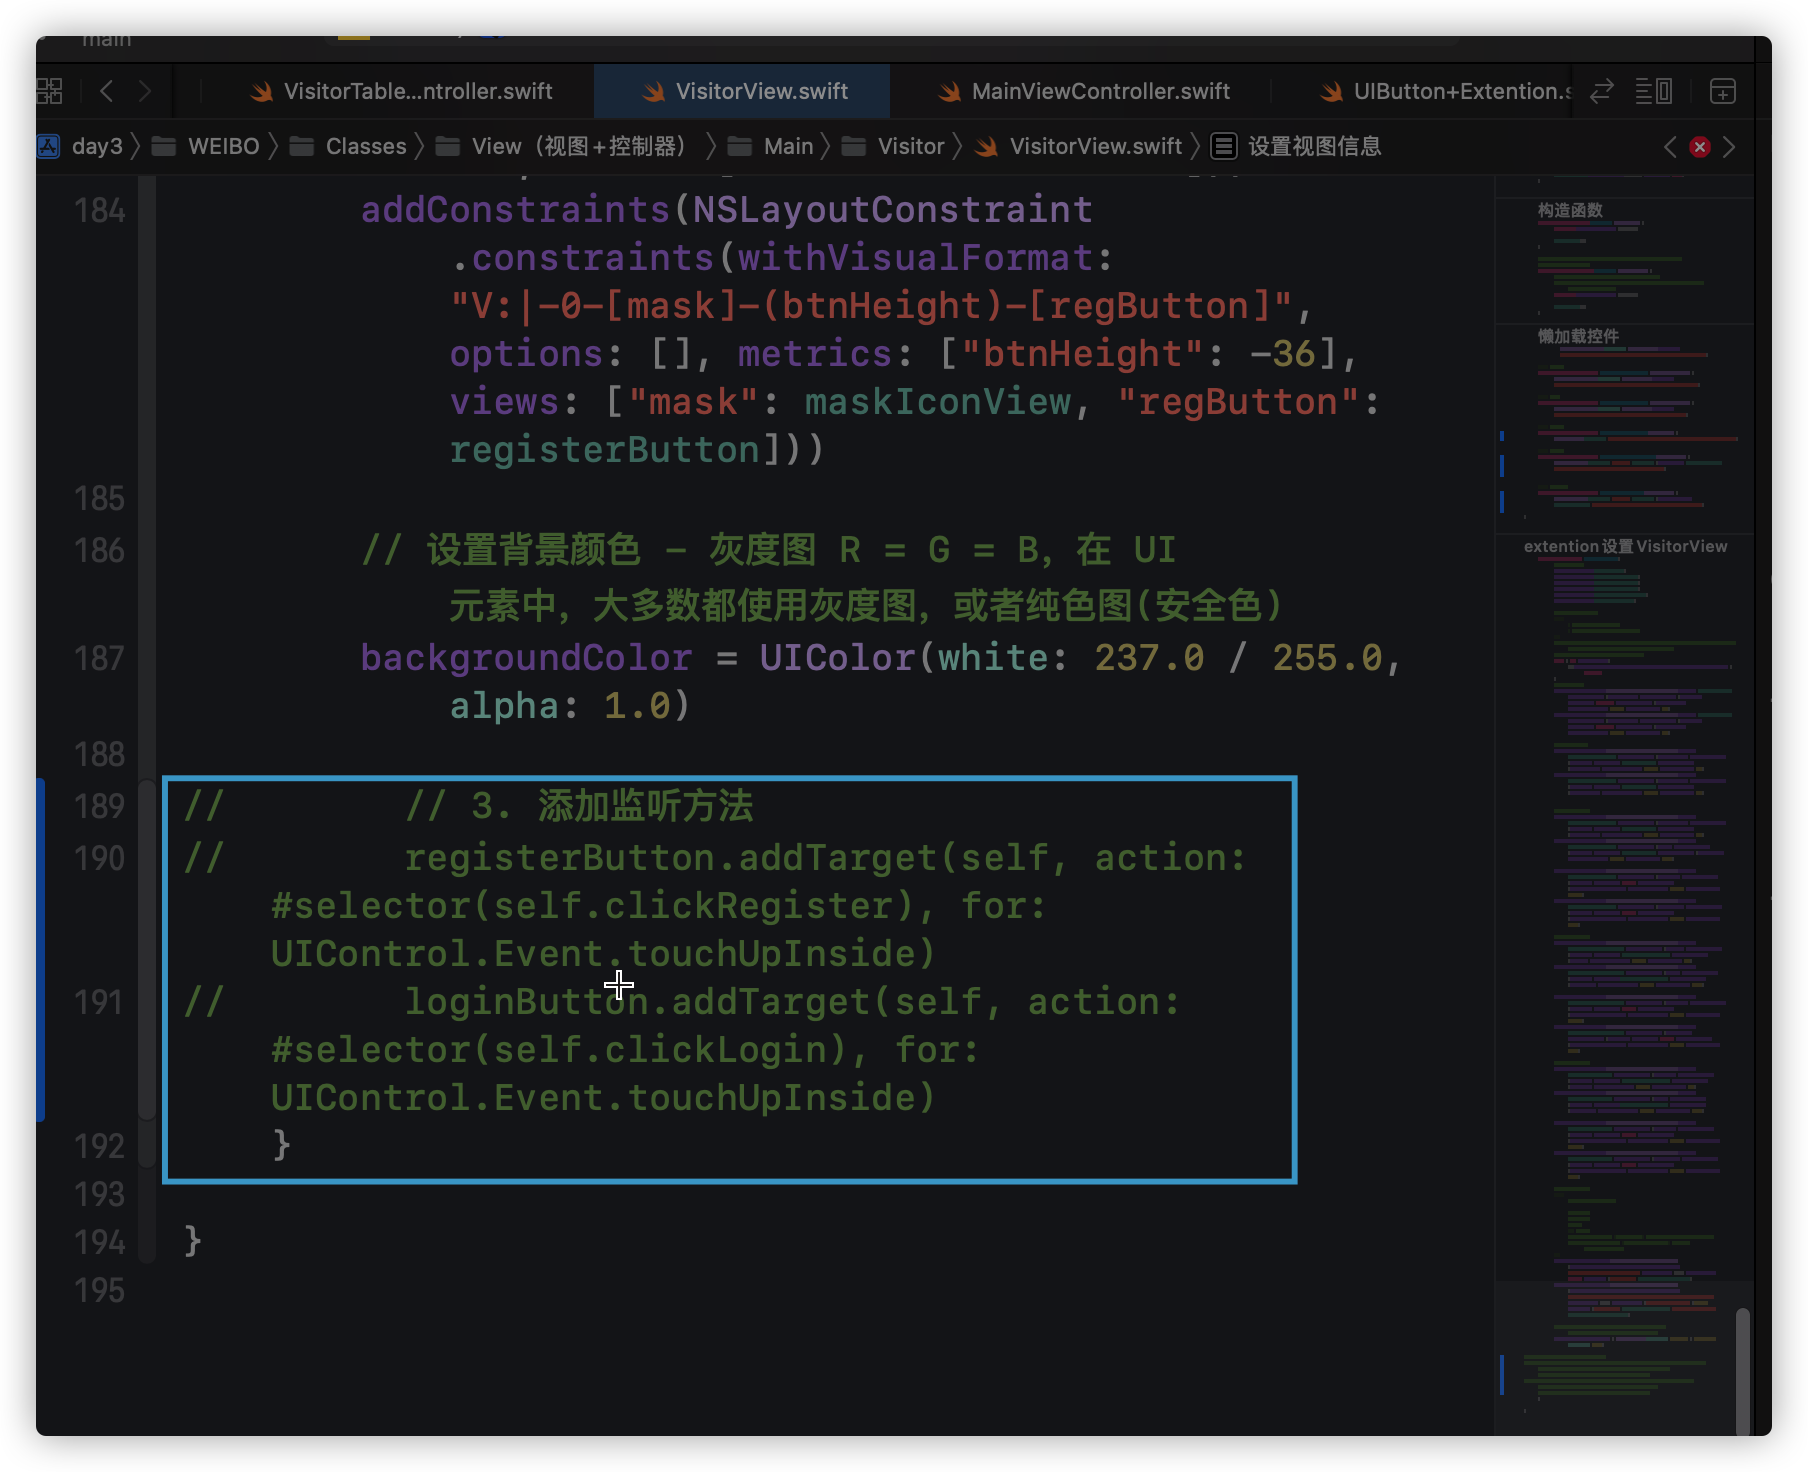 main
VisitorTable...ntroller.swift
VisitorView.swift
MainViewController.swift
UIButton+Extention.s
day3 〉 WEIBO 〉 Classes 〉 View（视图+控制器） 〉 Main 〉 Visitor 〉 VisitorView.swift 〉 设置视图信息
184 addConstraints(NSLayoutConstraint
.constraints(withVisualFormat:
"V:|-0-[mask]-(btnHeight)-[regButton]",
options: [], metrics: ["btnHeight": -36],
views: ["mask": maskIconView, "regButton":
registerButton]))
185
186 // 设置背景颜色 - 灰度图 R = G = B，在 UI
元素中，大多数都使用灰度图，或者纯色图(安全色)
187 backgroundColor = UIColor(white: 237.0 / 255.0,
alpha: 1.0)
188
189 // // 3. 添加监听方法
190 // registerButton.addTarget(self, action:
#selector(self.clickRegister), for:
UIControl.Event.touchUpInside)
191 // loginButton.addTarget(self, action:
#selector(self.clickLogin), for:
UIControl.Event.touchUpInside)
192 }
193
194 }
195
构造函数
懒加载控件
extention 设置 VisitorView